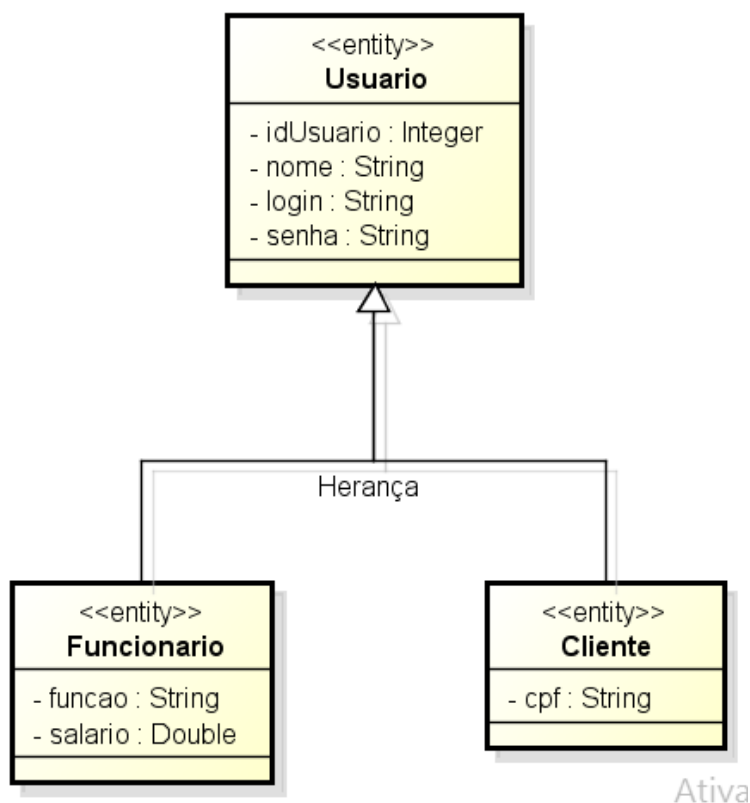 <<entity>>
Usuario
- idUsuario : Integer
- nome : String
- login : String
- senha : String
Herança
<<entity>>
Funcionario
- funcao : String
- salario : Double
<<entity>>
Cliente
- cpf : String
Ativa